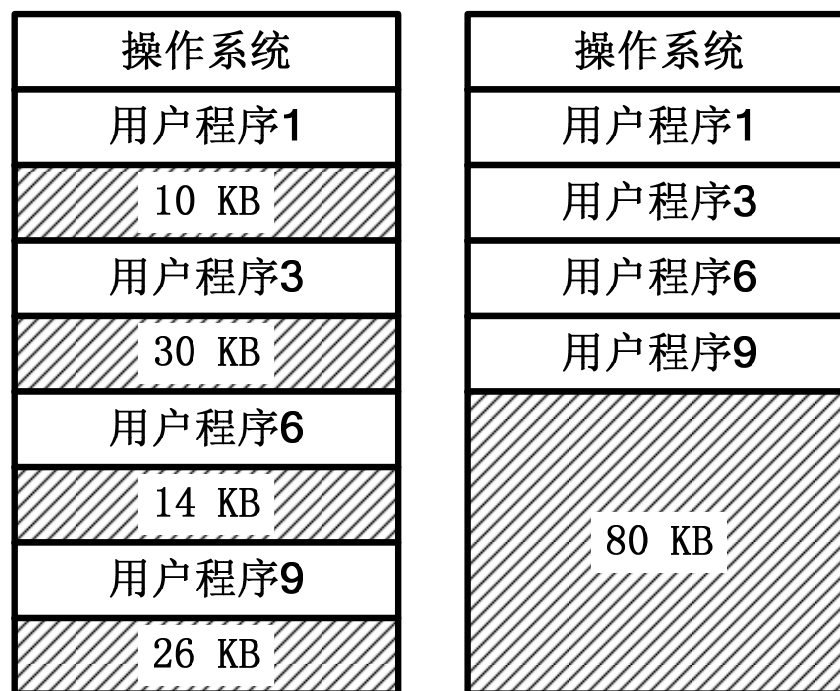 操作系统
用户程序1
10 KB
用户程序3
30 KB
用户程序6
14 KB
用户程序9
26 KB
操作系统
用户程序1
用户程序3
用户程序6
用户程序9
80 KB